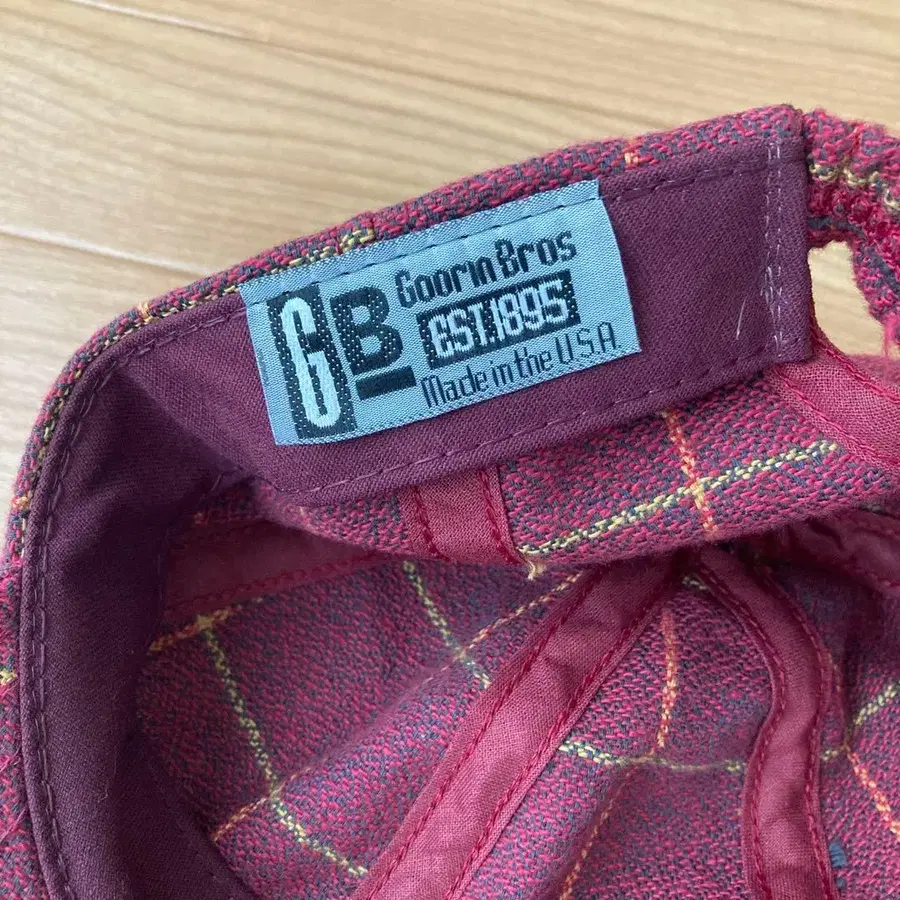 GB
Goorin Bros
EST.1895
Made in the U.S.A.